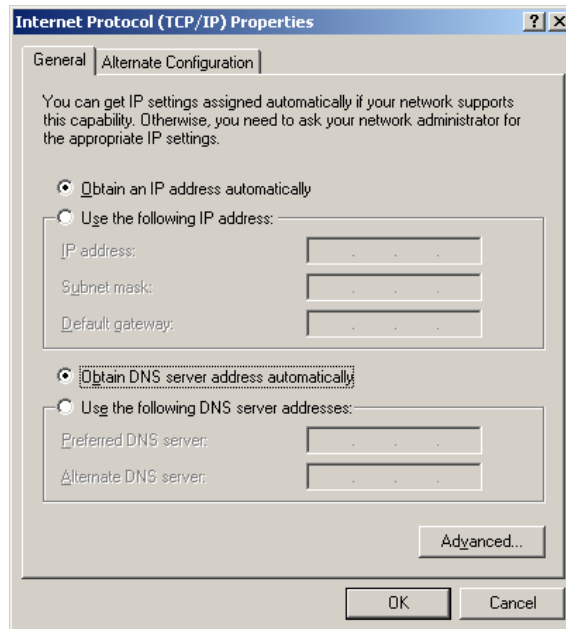 Internet Protocol (TCP/IP) Properties
General
Alternate Configuration
You can get IP settings assigned automatically if your network supports
this capability. Otherwise, you need to ask your network administrator for
the appropriate IP settings.
Obtain an IP address automatically
Use the following IP address:
IP address:
Subnet mask:
Default gateway:
Obtain DNS server address automatically
Use the following DNS server addresses:
Preferred DNS server:
Alternate DNS server:
Advanced...
OK
Cancel